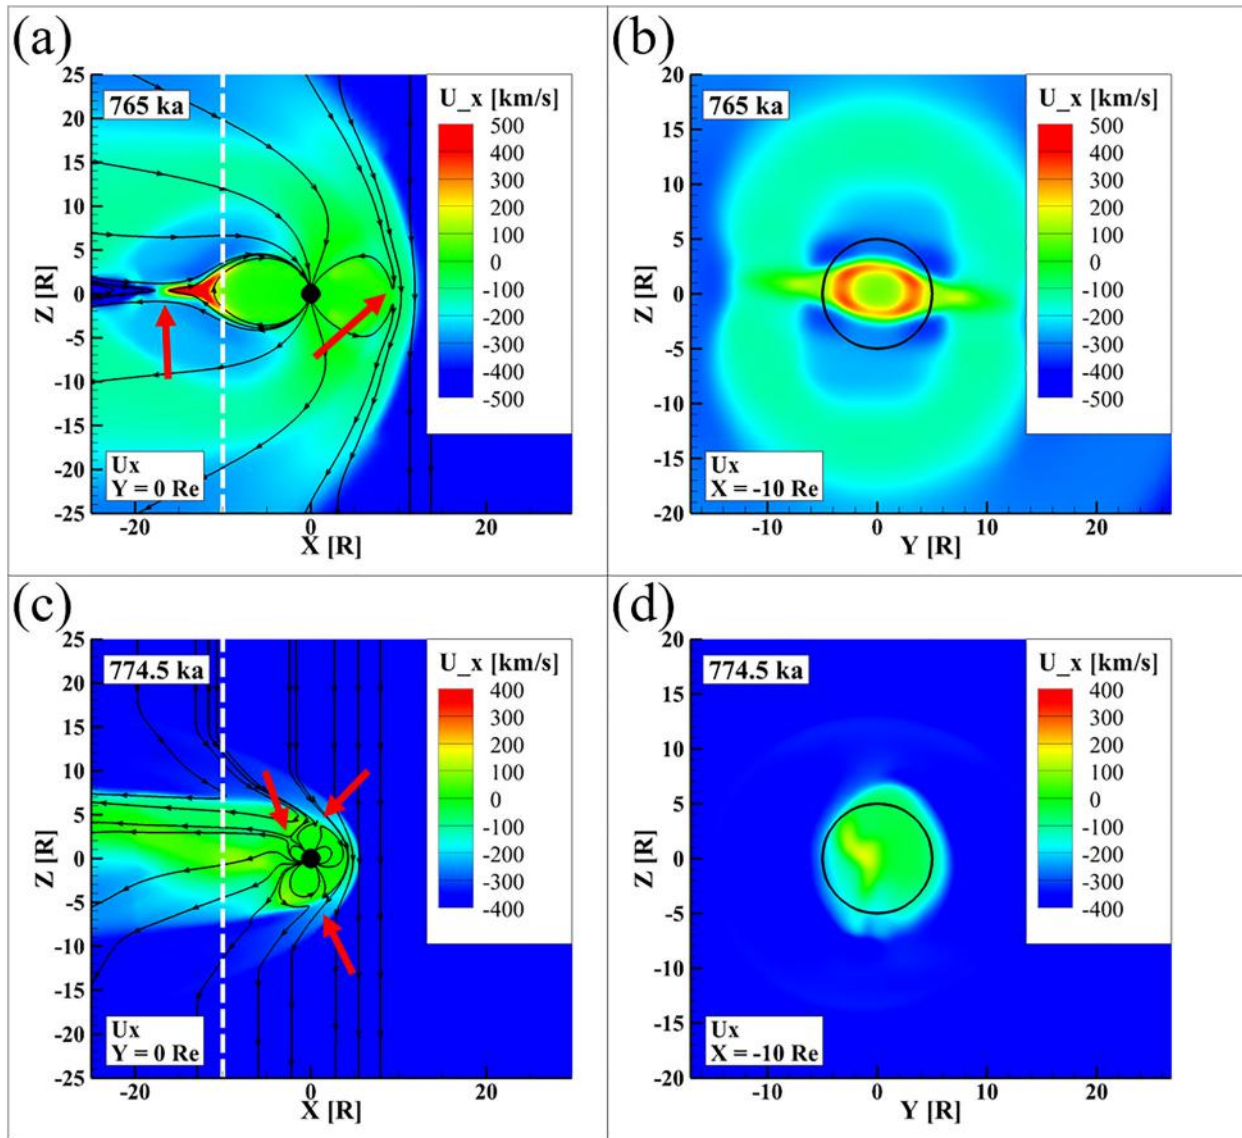 (a)
765 ka
U_x [km/s]
500
400
300
200
100
0
-100
-200
-300
-400
-500
25
20
15
10
5
0
-5
-10
-15
-20
-25
Z [R]
Ux
Y = 0 Re
-20 0 20
X [R]
(b)
765 ka
U_x [km/s]
500
400
300
200
100
0
-100
-200
-300
-400
-500
20
15
10
5
0
-5
-10
-15
-20
Z [R]
Ux
X = -10 Re
-10 0 10 20
Y [R]
(c)
774.5 ka
U_x [km/s]
400
300
200
100
0
-100
-200
-300
-400
25
20
15
10
5
0
-5
-10
-15
-20
-25
Z [R]
Ux
Y = 0 Re
-20 0 20
X [R]
(d)
774.5 ka
U_x [km/s]
400
300
200
100
0
-100
-200
-300
-400
20
15
10
5
0
-5
-10
-15
-20
Z [R]
Ux
X = -10 Re
-10 0 10 20
Y [R]